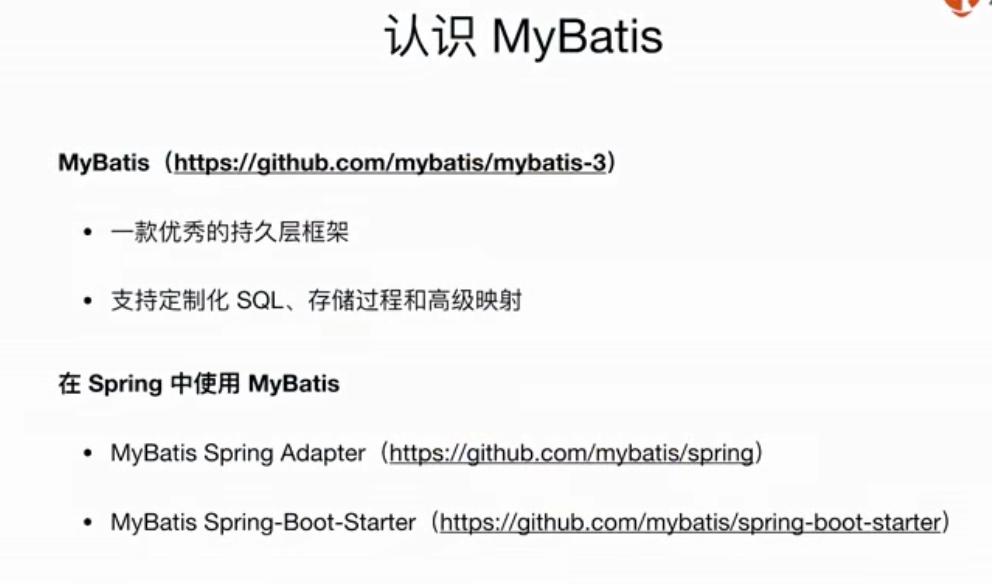 认识 MyBatis
MyBatis（https://github.com/mybatis/mybatis-3）
• 一款优秀的持久层框架
• 支持定制化 SQL、存储过程和高级映射
在 Spring 中使用 MyBatis
• MyBatis Spring Adapter（https://github.com/mybatis/spring）
• MyBatis Spring-Boot-Starter（https://github.com/mybatis/spring-boot-starter）